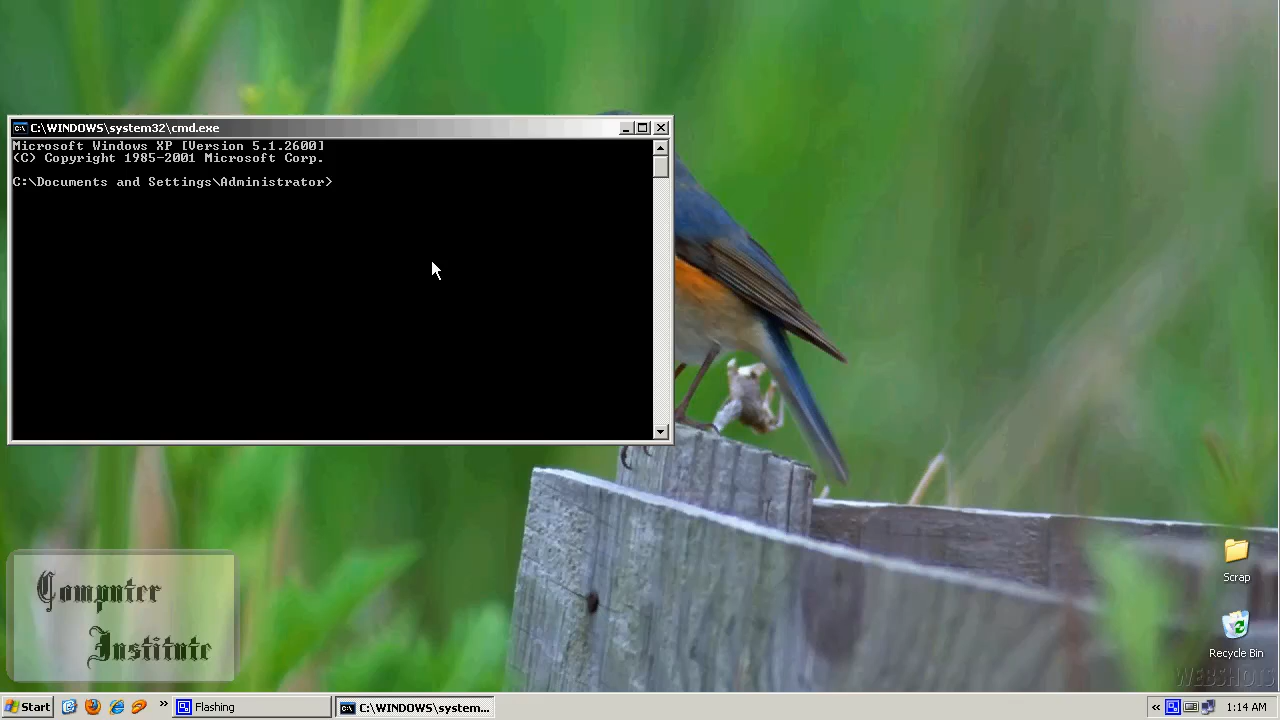 C:\WINDOWS\system32\cmd.exe
Microsoft Windows XP [Version 5.1.2600]
(C) Copyright 1985-2001 Microsoft Corp.
C:\Documents and Settings\Administrator>
Computer
Institute
Scrap
Recycle Bin
WEBSHOTS
Start
Flashing
C:\WINDOWS\system...
1:14 AM